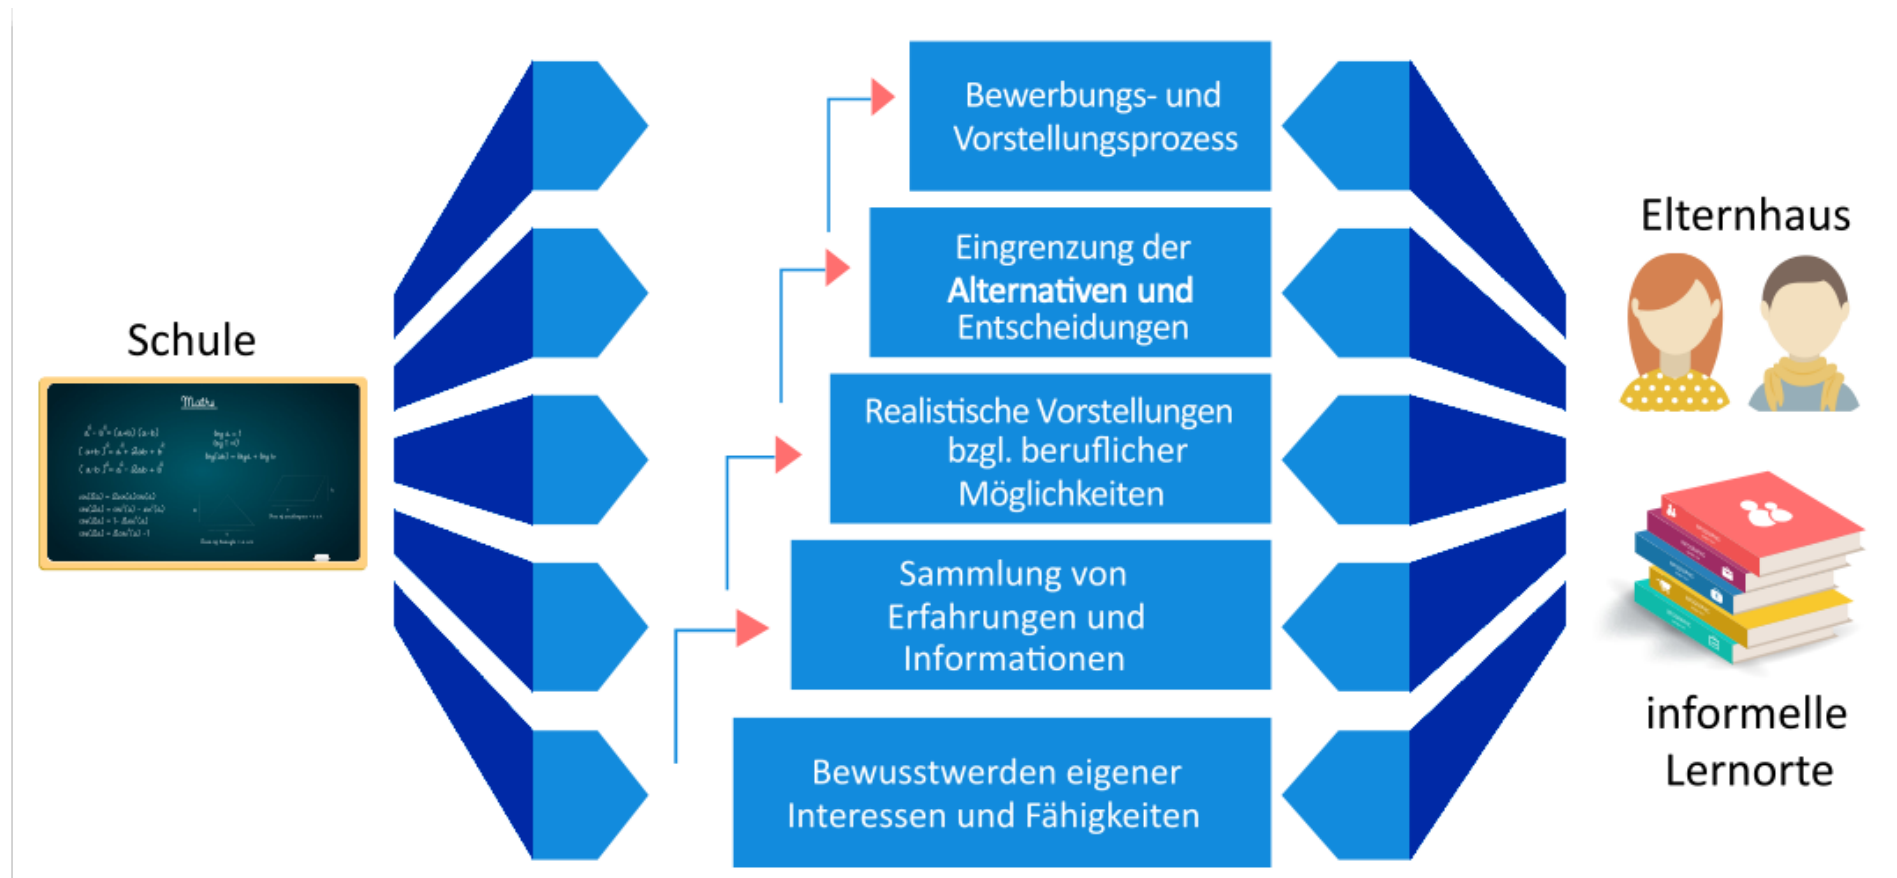 Schule
Maths
Bewerbungs- und
Vorstellungsprozess
Eingrenzung der
Alternativen und
Entscheidungen
Realistische Vorstellungen
bzgl. beruflicher
Möglichkeiten
Sammlung von
Erfahrungen und
Informationen
Bewusstwerden eigener
Interessen und Fähigkeiten
Elternhaus
informelle
Lernorte